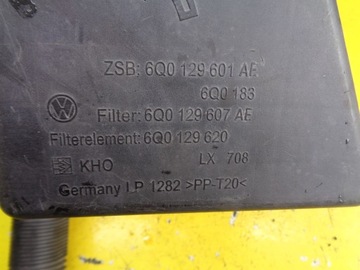 ZSB: 6Q0 129 601 AR
6Q0 183
Filter: 6Q0 129 607 AE
Filterelement: 6Q0 129 620
KHO LX 708
Germany I.P 1282 >PP-T20<